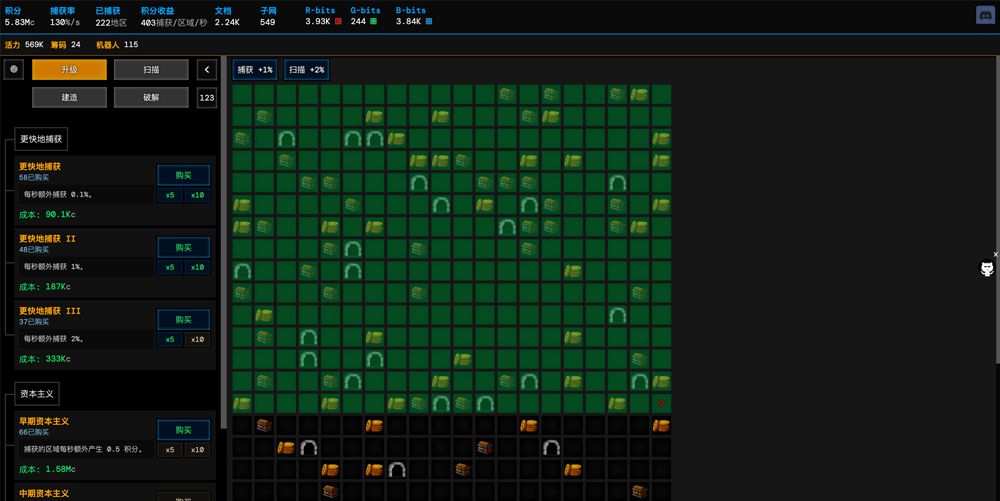 积分 捕获率 已捕获 积分收益 文档 子网 R-bits G-bits B-bits
5.83Mc 130%/s 222地区 403捕获/区域/秒 2.24K 549 3.93K 244 3.84K
活力 569K 筹码 24 机器人 115
升级 扫描 <
建造 破解 123
捕获 +1% 扫描 +2%
更快地捕获
更快地捕获
58已购买
购买
每秒额外捕获 0.1%。
x5 x10
成本: 90.1Kc
更快地捕获 II
48已购买
购买
每秒额外捕获 1%。
x5 x10
成本: 187Kc
更快地捕获 III
37已购买
购买
每秒额外捕获 2%。
x5 x10
成本: 333Kc
资本主义
早期资本主义
66已购买
购买
捕获的区域每秒额外产生 0.5 积分。
x5 x10
成本: 1.58Mc
中期资本主义
购买
x